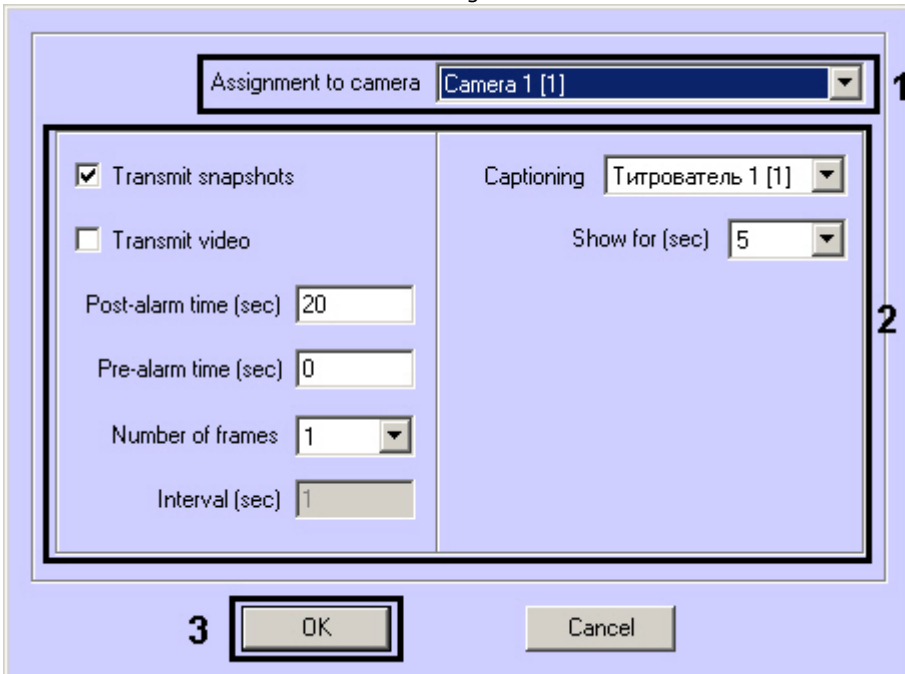 Assignment to camera Camera 1 [1] 1
Transmit snapshots Captioning Титрователь 1 [1]
Transmit video Show for (sec) 5
Post-alarm time (sec) 20
2
Pre-alarm time (sec) 0
Number of frames 1
Interval (sec) 1
3 OK Cancel